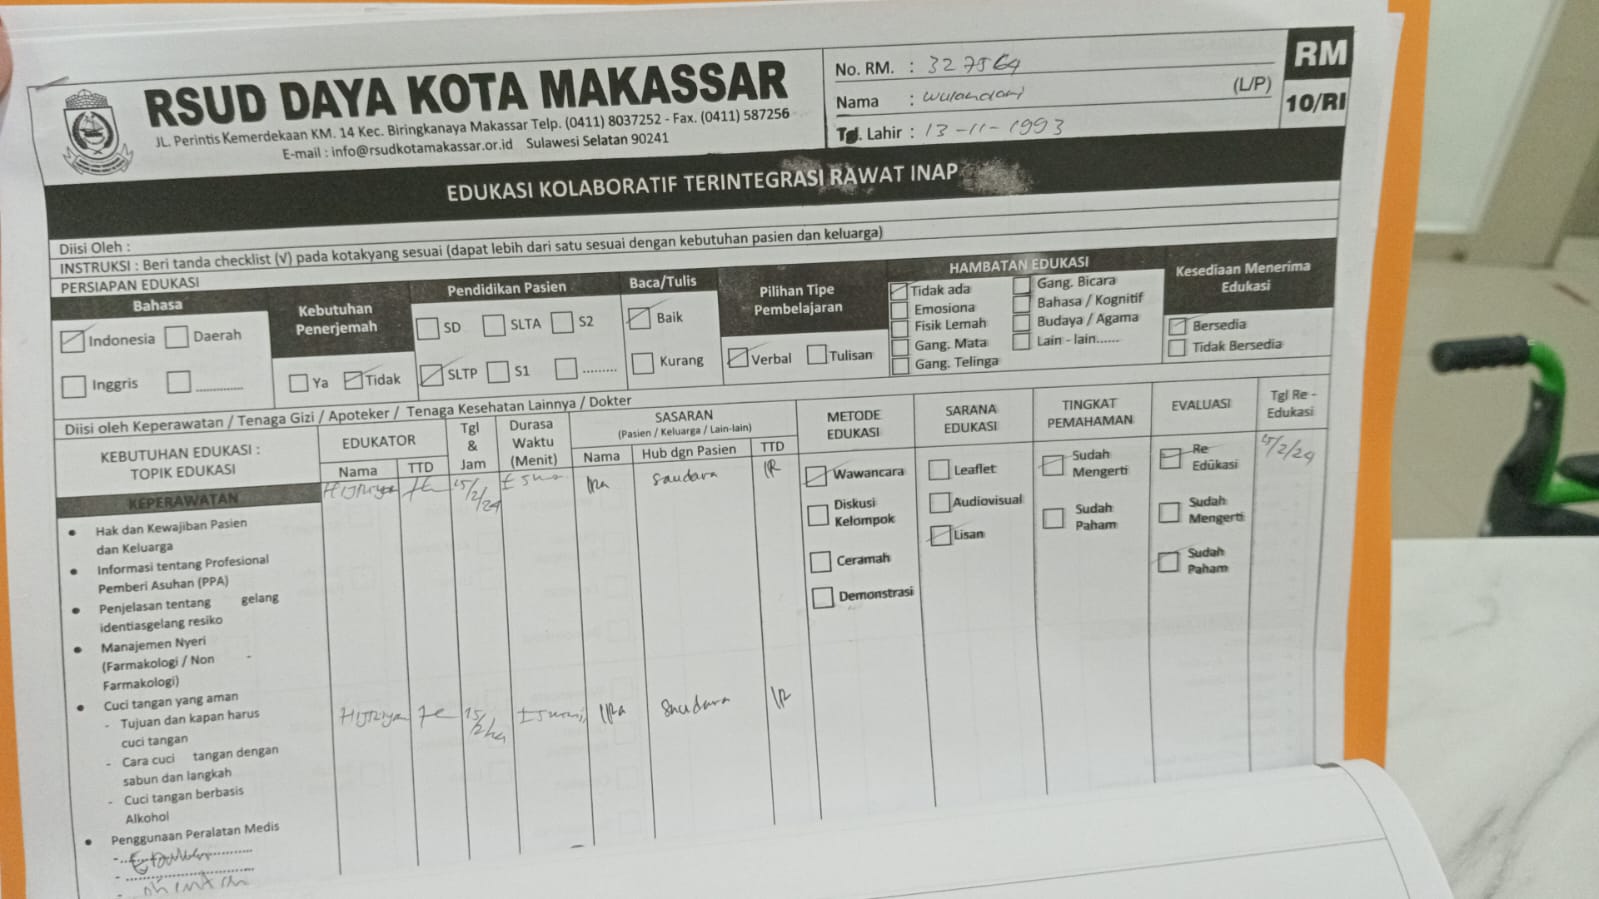 RSUD DAYA KOTA MAKASSAR
JL. Perintis Kemerdekaan KM. 14 Kec. Biringkanaya Makassar Telp. (0411) 8037252 - Fax. (0411) 587256
E-mail : info@rsudkotamakassar.or.id Sulawesi Selatan 90241
No. RM. : 327564
Nama : Wulandari (L/P)
Tgl. Lahir : 13-11-1993
RM
10/RI
EDUKASI KOLABORATIF TERINTEGRASI RAWAT INAP
Diisi Oleh :
INSTRUKSI : Beri tanda checklist (√) pada kotakyang sesuai (dapat lebih dari satu sesuai dengan kebutuhan pasien dan keluarga)
PERSIAPAN EDUKASI
Bahasa
Indonesia Daerah
Inggris ............
Kebutuhan
Penerjemah
Ya Tidak
Pendidikan Pasien
SD SLTA S2
SLTP S1 .........
Baca/Tulis
Baik
Kurang
Pilihan Tipe
Pembelajaran
Verbal Tulisan
HAMBATAN EDUKASI
Tidak ada Gang. Bicara
Emosiona Bahasa / Kognitif
Fisik Lemah Budaya / Agama
Gang. Mata Lain - lain......
Gang. Telinga
Kesediaan Menerima
Edukasi
Bersedia
Tidak Bersedia
Diisi oleh Keperawatan / Tenaga Gizi / Apoteker / Tenaga Kesehatan Lainnya / Dokter
KEBUTUHAN EDUKASI :
TOPIK EDUKASI
EDUKATOR
Nama TTD
Tgl
&
Jam
Durasa
Waktu
(Menit)
SASARAN
(Pasien / Keluarga / Lain-lain)
Nama Hub dgn Pasien TTD
METODE
EDUKASI
SARANA
EDUKASI
TINGKAT
PEMAHAMAN
EVALUASI
Tgl Re -
Edukasi
KEPERAWATAN
Hijriya 15/2/24 Ira Saudara
Wawancara
Diskusi
Kelompok
Ceramah
Demonstrasi
Leaflet
Audiovisual
Lisan
Sudah
Mengerti
Sudah
Paham
Re
Edukasi
Sudah
Mengerti
Sudah
Paham
15/2/24
• Hak dan Kewajiban Pasien
dan Keluarga
• Informasi tentang Profesional
Pemberi Asuhan (PPA)
• Penjelasan tentang gelang
identiasgelang resiko
• Manajemen Nyeri
(Farmakologi / Non -
Farmakologi)
• Cuci tangan yang aman
- Tujuan dan kapan harus
cuci tangan
Hijriya 15/2/24 Ira Saudara
- Cara cuci tangan dengan
sabun dan langkah
- Cuci tangan berbasis
Alkohol
• Penggunaan Peralatan Medis